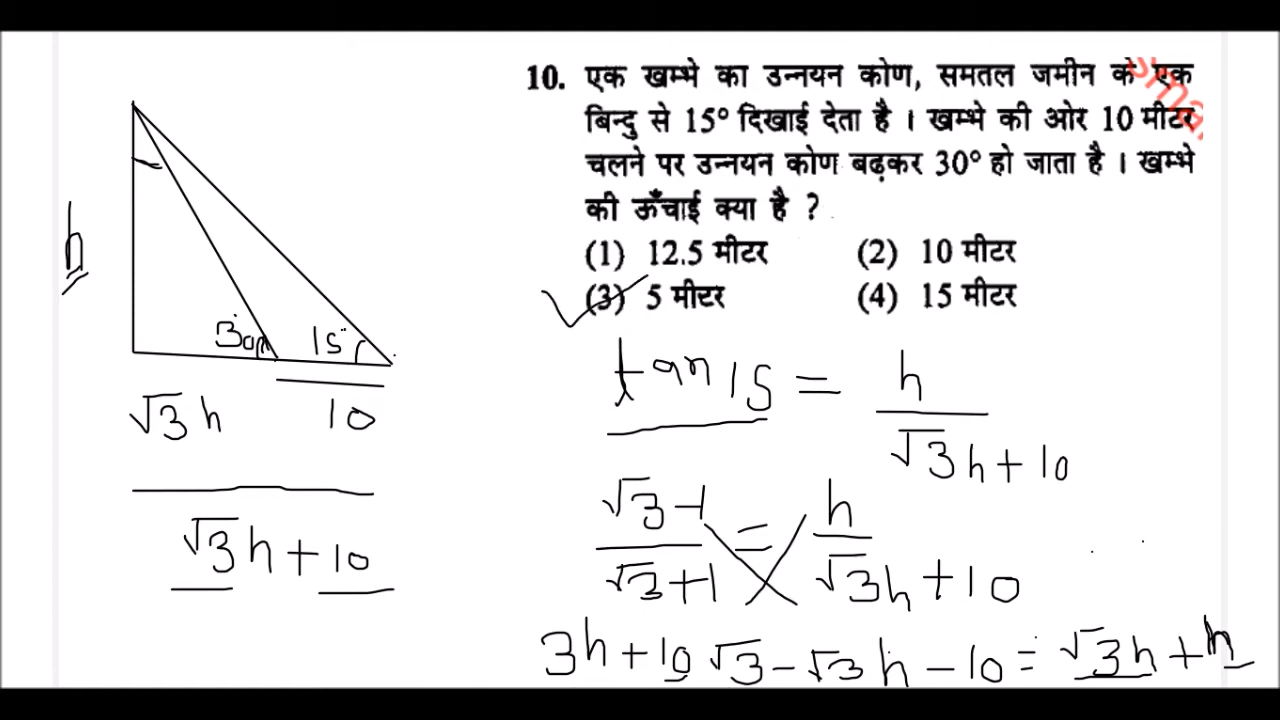 10. एक खम्भे का उन्नयन कोण, समतल जमीन के एक
बिन्दु से 15° दिखाई देता है । खम्भे की ओर 10 मीटर
चलने पर उन्नयन कोण बढ़कर 30° हो जाता है । खम्भे
की ऊँचाई क्या है ?
(1) 12.5 मीटर (2) 10 मीटर
(3) 5 मीटर (4) 15 मीटर
h
30° 15°
√3h 10
√3h + 10
tan 15 = h / √3h + 10
√3-1 / √3+1 = h / √3h + 10
3h + 10√3 - √3h - 10 = √3h + h